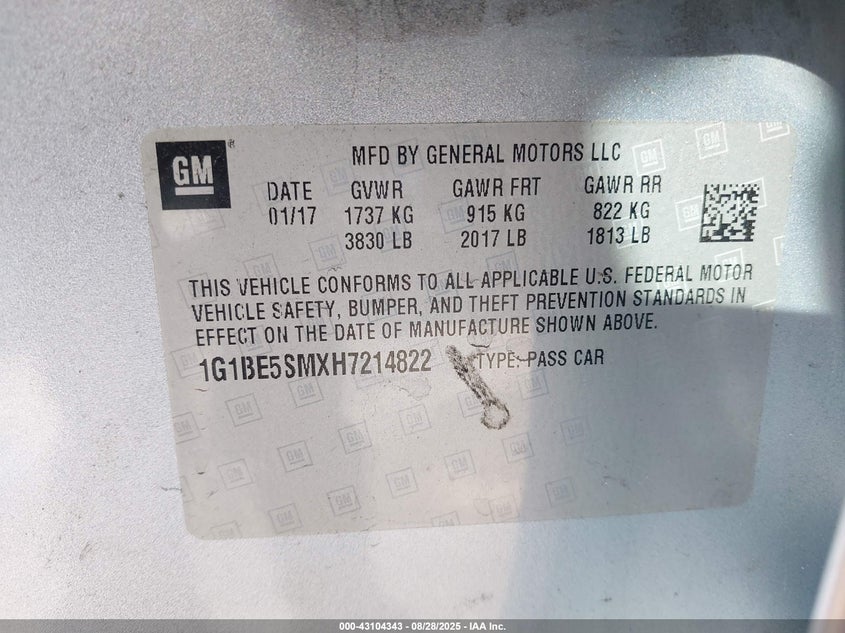 GM
MFD BY GENERAL MOTORS LLC
DATE GVWR GAWR FRT GAWR RR
01/17 1737 KG 915 KG 822 KG
3830 LB 2017 LB 1813 LB
THIS VEHICLE CONFORMS TO ALL APPLICABLE U.S. FEDERAL MOTOR
VEHICLE SAFETY, BUMPER, AND THEFT PREVENTION STANDARDS IN
EFFECT ON THE DATE OF MANUFACTURE SHOWN ABOVE.
1G1BE5SMXH7214822 TYPE: PASS CAR
000-43104343 | 08/28/2025 - IAA Inc.